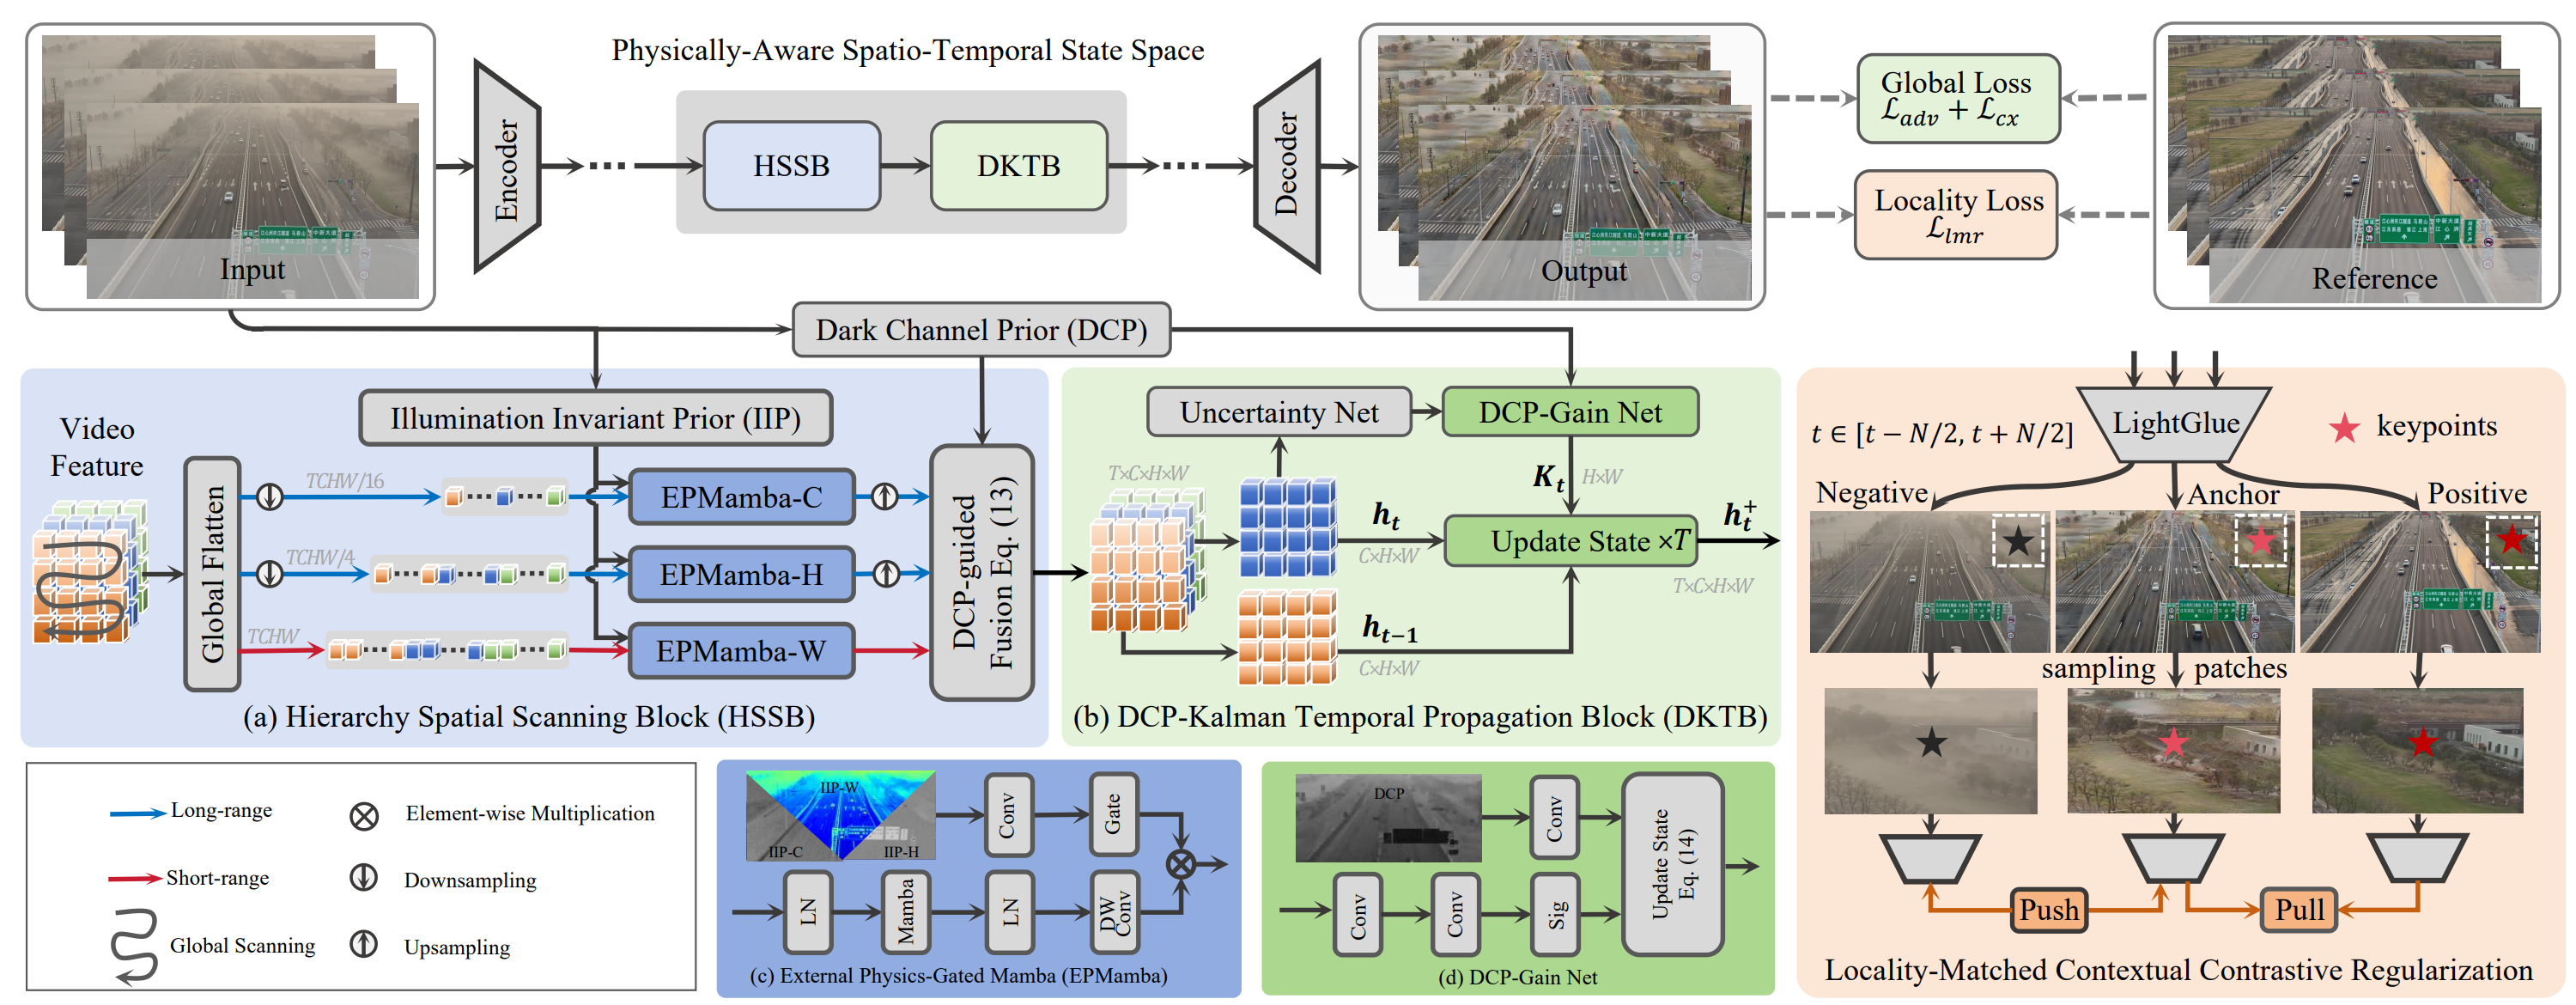 Physically-Aware Spatio-Temporal State Space
Input
Encoder
HSSB
DKTB
Decoder
Output
Global Loss
ℒadv + ℒcx
Locality Loss
ℒlmr
Reference
Dark Channel Prior (DCP)
Video
Feature
Illumination Invariant Prior (IIP)
Global Flatten
TCHW/16
TCHW/4
TCHW
EPMamba-C
EPMamba-H
EPMamba-W
DCP-guided
Fusion Eq. (13)
(a) Hierarchy Spatial Scanning Block (HSSB)
Uncertainty Net
DCP-Gain Net
T×C×H×W
Kt
H×W
ht
C×H×W
Update State ×T
ht+
T×C×H×W
ht−1
C×H×W
(b) DCP-Kalman Temporal Propagation Block (DKTB)
LightGlue
t ∈ [t − N/2, t + N/2]
keypoints
Negative
Anchor
Positive
sampling patches
Push
Pull
Locality-Matched Contextual Contrastive Regularization
Long-range
Element-wise Multiplication
Short-range
Downsampling
Global Scanning
Upsampling
IIP-W
IIP-C
IIP-H
Conv
Gate
LN
Mamba
LN
DW
Conv
(c) External Physics-Gated Mamba (EPMamba)
DCP
Conv
Conv
Conv
Sig
Update State
Eq. (14)
(d) DCP-Gain Net